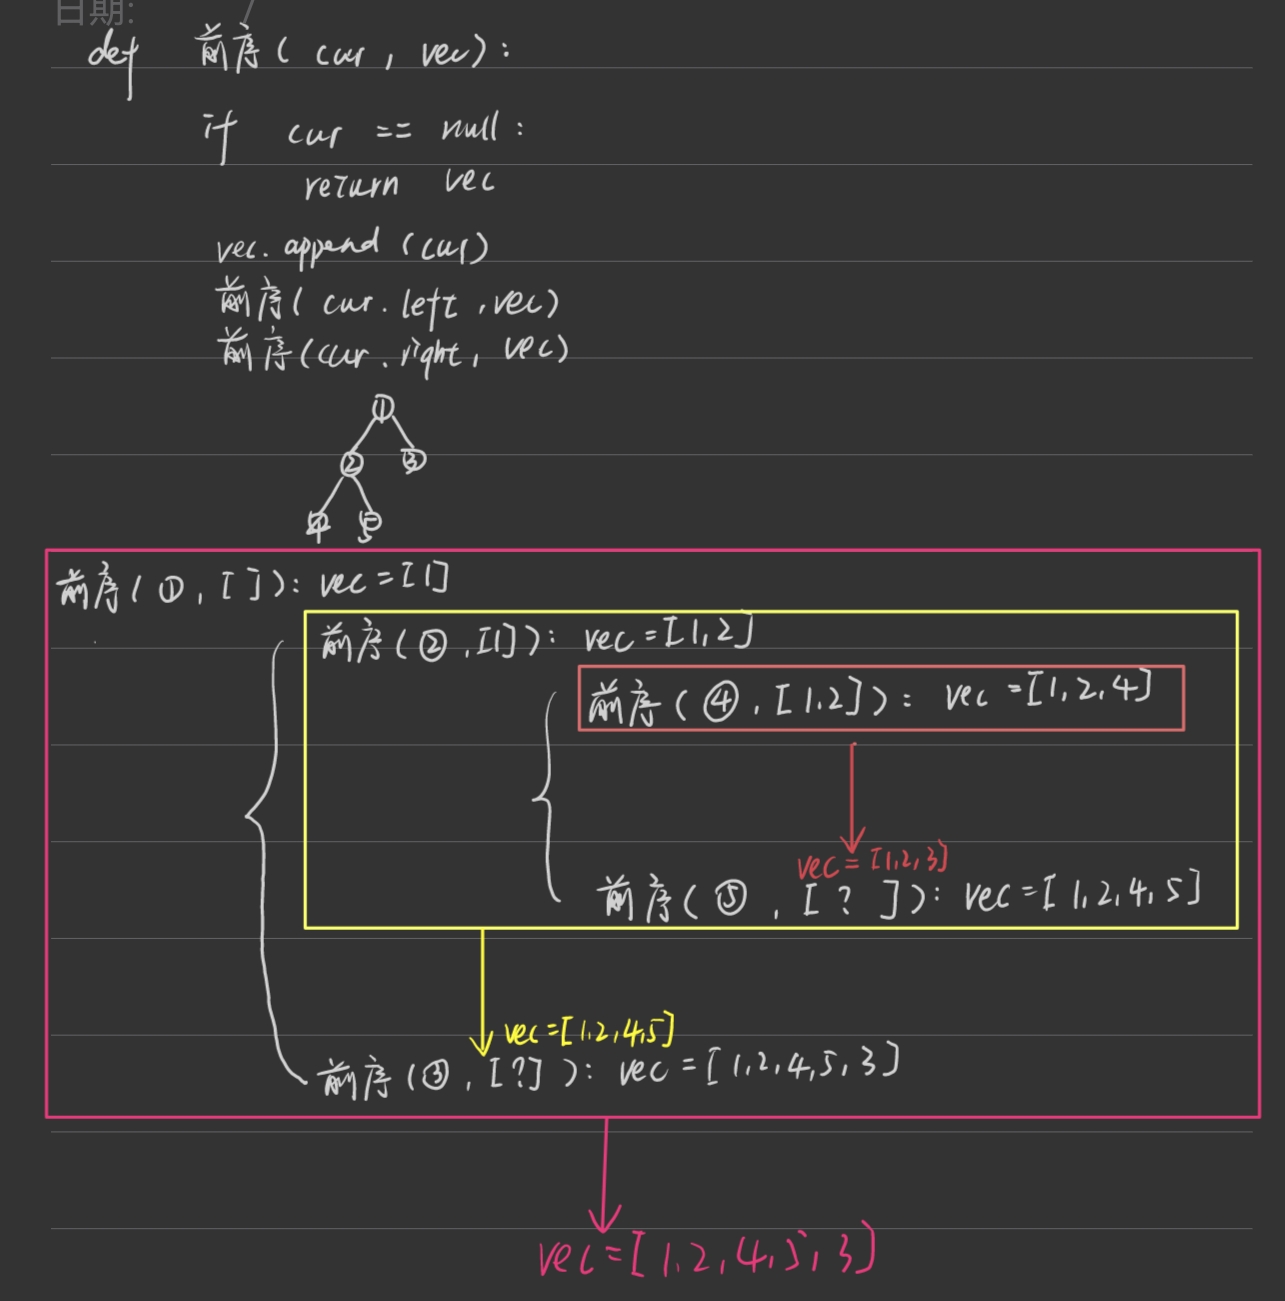 日期:
def 前序( cur, vec):
if cur == null:
return vec
vec.append(cur)
前序( cur.left, vec)
前序(cur.right, vec)
①
② ③
4 5
前序( ①, [ ]): vec=[1]
前序( ②, [1]): vec=[1,2]
前序( ④, [1,2]): vec=[1,2,4]
vec=[1,2,3]
前序( ⑤, [ ? ]): vec=[1,2,4,5]
vec=[1,2,4,5]
前序(③, [?] ): vec=[1,2,4,5,3]
vec=[1,2,4,5,3]